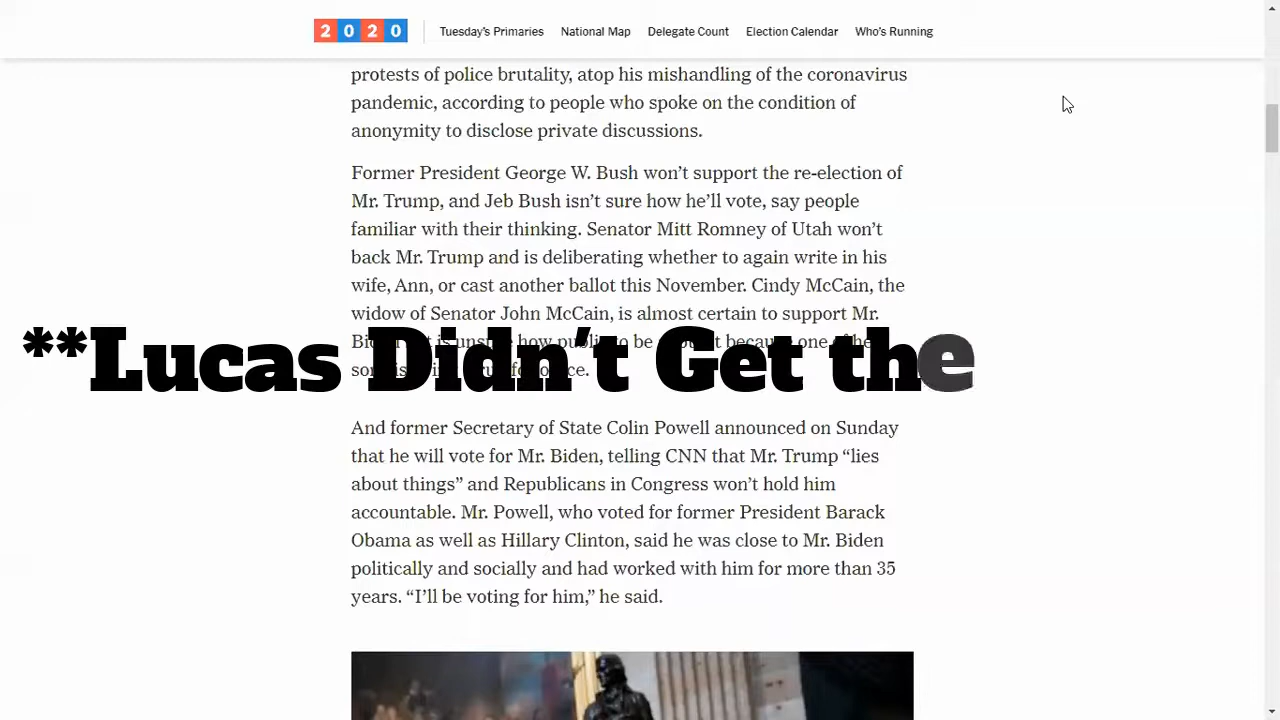 2020
Tuesday's Primaries National Map Delegate Count Election Calendar Who's Running
protests of police brutality, atop his mishandling of the coronavirus
pandemic, according to people who spoke on the condition of
anonymity to disclose private discussions.
Former President George W. Bush won't support the re-election of
Mr. Trump, and Jeb Bush isn't sure how he'll vote, say people
familiar with their thinking. Senator Mitt Romney of Utah won't
back Mr. Trump and is deliberating whether to again write in his
wife, Ann, or cast another ballot this November. Cindy McCain, the
widow of Senator John McCain, is almost certain to support Mr.
how to be one
**Lucas Didn't Get the
And former Secretary of State Colin Powell announced on Sunday
that he will vote for Mr. Biden, telling CNN that Mr. Trump “lies
about things” and Republicans in Congress won't hold him
accountable. Mr. Powell, who voted for former President Barack
Obama as well as Hillary Clinton, said he was close to Mr. Biden
politically and socially and had worked with him for more than 35
years. “I'll be voting for him,” he said.